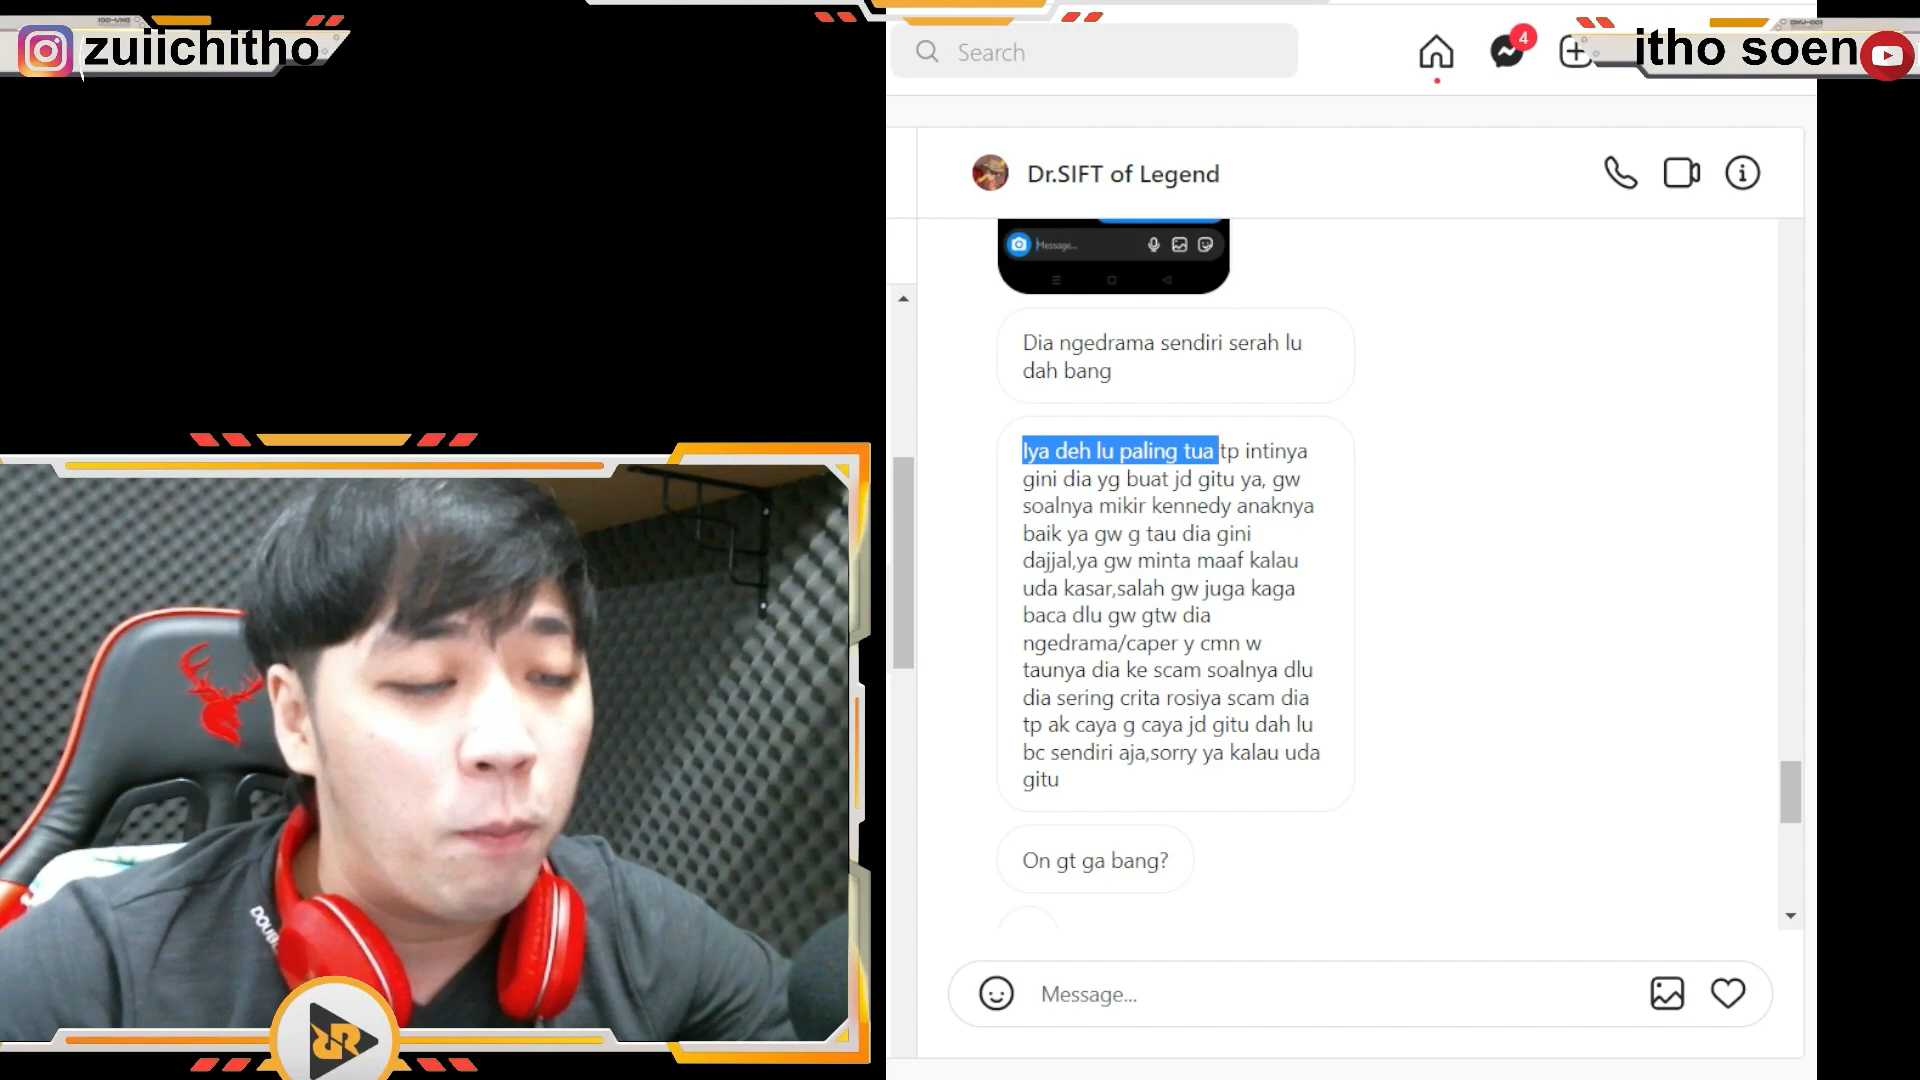 zuiichitho
Search
4
itho soen
Dr.SIFT of Legend
Message...
Dia ngedrama sendiri serah lu
dah bang
Iya deh lu paling tua tp intinya
gini dia yg buat jd gitu ya, gw
soalnya mikir kennedy anaknya
baik ya gw g tau dia gini
dajjal,ya gw minta maaf kalau
uda kasar,salah gw juga kaga
baca dlu gw gtw dia
ngedrama/caper y cmn w
taunya dia ke scam soalnya dlu
dia sering crita rosiya scam dia
tp ak caya g caya jd gitu dah lu
bc sendiri aja,sorry ya kalau uda
gitu
On gt ga bang?
Message...